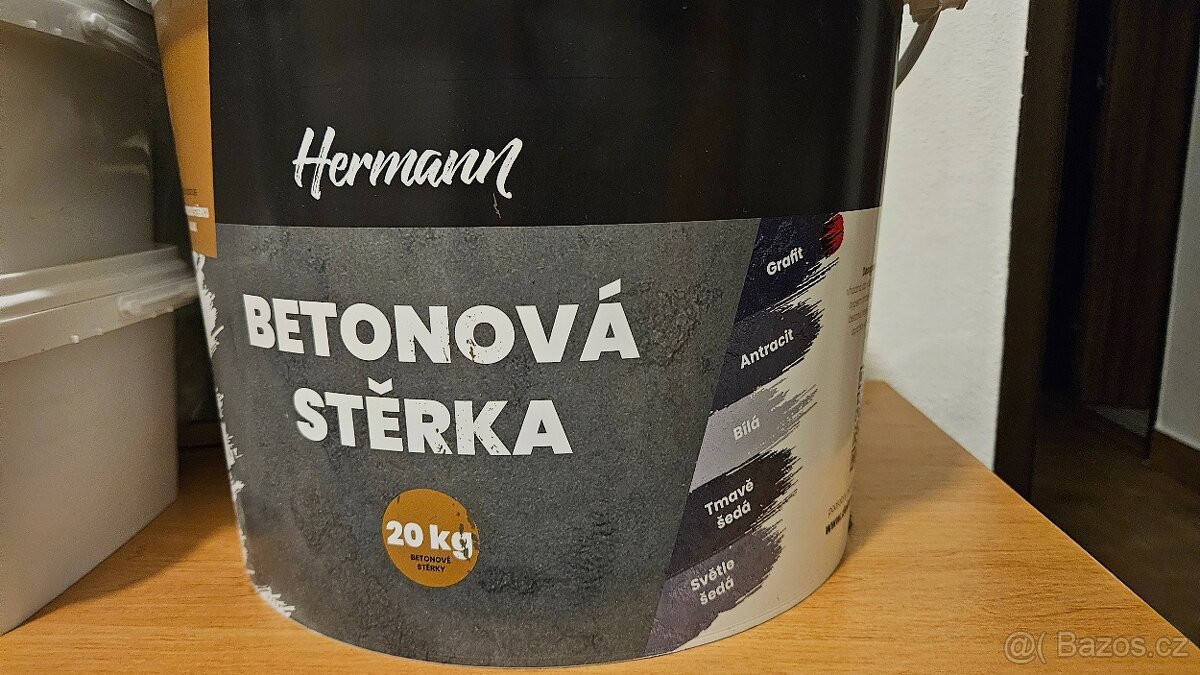 Hermann
BETONOVÁ
STĚRKA
20 kg
BETONOVÉ
STĚRKY
Grafit
Antracit
Bílá
Tmavě
šedá
Světle
šedá
@( Bazos.cz